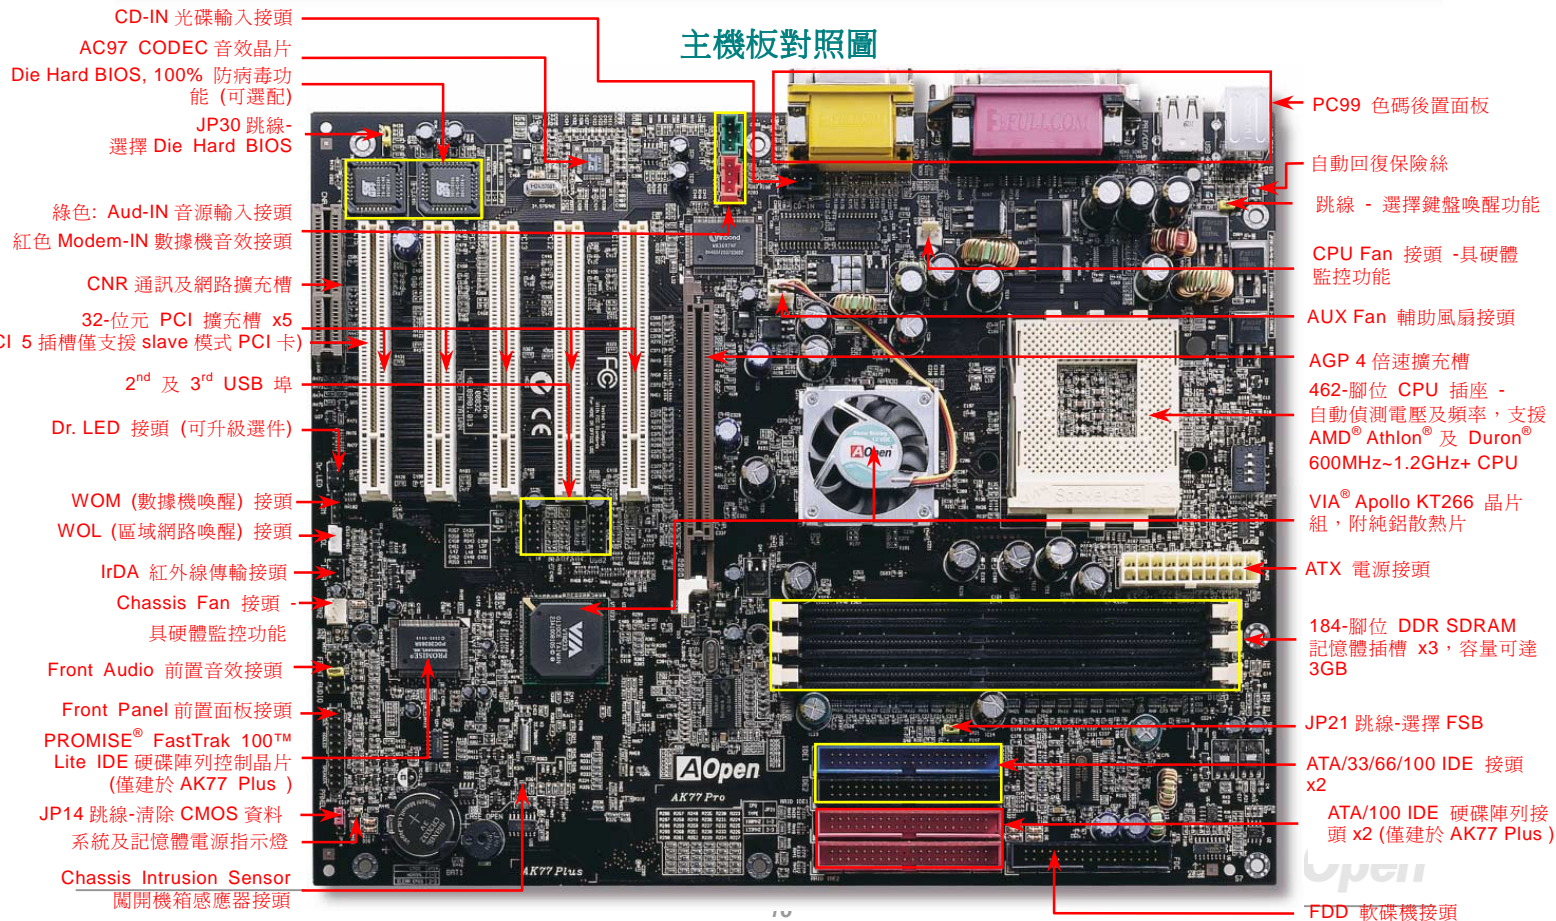 主機板對照圖
CD-IN 光碟輸入接頭
AC97 CODEC 音效晶片
Die Hard BIOS, 100% 防病毒功
能 (可選配)
JP30 跳線-
選擇 Die Hard BIOS
綠色: Aud-IN 音源輸入接頭
紅色 Modem-IN 數據機音效接頭
CNR 通訊及網路擴充槽
32-位元 PCI 擴充槽 x5
CI 5 插槽僅支援 slave 模式 PCI 卡)
2nd 及 3rd USB 埠
Dr. LED 接頭 (可升級選件)
WOM (數據機喚醒) 接頭
WOL (區域網路喚醒) 接頭
IrDA 紅外線傳輸接頭
Chassis Fan 接頭 -
具硬體監控功能
Front Audio 前置音效接頭
Front Panel 前置面板接頭
PROMISE® FastTrak 100™
Lite IDE 硬碟陣列控制晶片
(僅建於 AK77 Plus )
JP14 跳線-清除 CMOS 資料
系統及記憶體電源指示燈
Chassis Intrusion Sensor
闖開機箱感應器接頭
PC99 色碼後置面板
自動回復保險絲
跳線 - 選擇鍵盤喚醒功能
CPU Fan 接頭 -具硬體
監控功能
AUX Fan 輔助風扇接頭
AGP 4 倍速擴充槽
462-腳位 CPU 插座 -
自動偵測電壓及頻率，支援
AMD® Athlon® 及 Duron®
600MHz~1.2GHz+ CPU
VIA® Apollo KT266 晶片
組，附純鋁散熱片
ATX 電源接頭
184-腳位 DDR SDRAM
記憶體插槽 x3，容量可達
3GB
JP21 跳線-選擇 FSB
ATA/33/66/100 IDE 接頭
x2
ATA/100 IDE 硬碟陣列接
頭 x2 (僅建於 AK77 Plus )
FDD 軟碟機接頭
AOpen
AK77 Pro
AK77 Plus
AOpen
VIA
PROMISE
Winbond
FULLCOM
Socket462
CASE OPEN
BAT1
Open